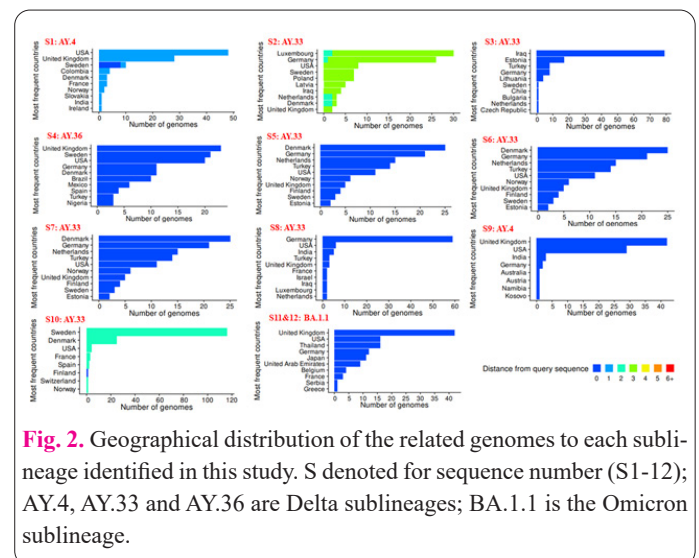 S1: AY.4
Most frequent countries
USA
United Kingdom
Sweden
Colombia
Denmark
France
Norway
Slovakia
India
Ireland
0 10 20 30 40 50
Number of genomes
S2: AY.33
Most frequent countries
Luxembourg
Germany
USA
Sweden
Poland
Latvia
Iraq
Netherlands
Denmark
United Kingdom
0 5 10 15 20 25 30
Number of genomes
S3: AY.33
Most frequent countries
Iraq
Estonia
Turkey
Germany
Lithuania
Sweden
Chile
Bulgaria
Netherlands
Czech Republic
0 10 20 30 40 50 60 70 80
Number of genomes
S4: AY.36
Most frequent countries
United Kingdom
Sweden
USA
Germany
Denmark
Brazil
Mexico
Spain
Turkey
Nigeria
0 5 10 15 20
Number of genomes
S5: AY.33
Most frequent countries
Denmark
Germany
Netherlands
Turkey
USA
Norway
United Kingdom
Finland
Sweden
Estonia
0 5 10 15 20 25
Number of genomes
S6: AY.33
Most frequent countries
Denmark
Germany
Netherlands
Turkey
USA
Norway
United Kingdom
Finland
Sweden
Estonia
0 5 10 15 20 25
Number of genomes
S7: AY.33
Most frequent countries
Denmark
Germany
Netherlands
Turkey
USA
Norway
United Kingdom
Finland
Sweden
Estonia
0 5 10 15 20 25
Number of genomes
S8: AY.33
Most frequent countries
Germany
USA
India
Turkey
United Kingdom
France
Israel
Iraq
Luxembourg
Netherlands
0 10 20 30 40 50 60
Number of genomes
S9: AY.4
Most frequent countries
United Kingdom
USA
India
Germany
Australia
Austria
Namibia
Kosovo
0 5 10 15 20 25 30 35 40
Number of genomes
S10: AY.33
Most frequent countries
Sweden
Denmark
USA
France
Spain
Finland
Switzerland
Norway
0 20 40 60 80 100 120
Number of genomes
S11&12: BA.1.1
Most frequent countries
United Kingdom
USA
Thailand
Germany
Japan
United Arab Emirates
Belgium
France
Serbia
Greece
0 5 10 15 20 25 30 35 40
Number of genomes
Distance from query sequence
0 1 2 3 4 5 6+
Fig. 2. Geographical distribution of the related genomes to each subli-
neage identified in this study. S denoted for sequence number (S1-12);
AY.4, AY.33 and AY.36 are Delta sublineages; BA.1.1 is the Omicron
sublineage.